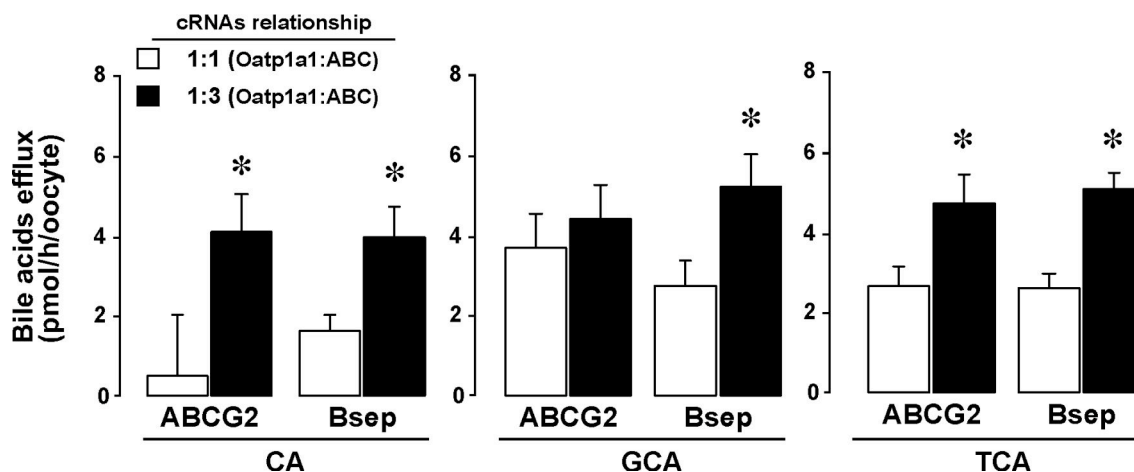 cRNAs relationship
1:1 (Oatp1a1:ABC)
1:3 (Oatp1a1:ABC)
Bile acids efflux
(pmol/h/oocyte)
8
6
4
2
0
*
*
ABCG2
Bsep
CA
8
6
4
2
0
*
ABCG2
Bsep
GCA
8
6
4
2
0
*
*
ABCG2
Bsep
TCA